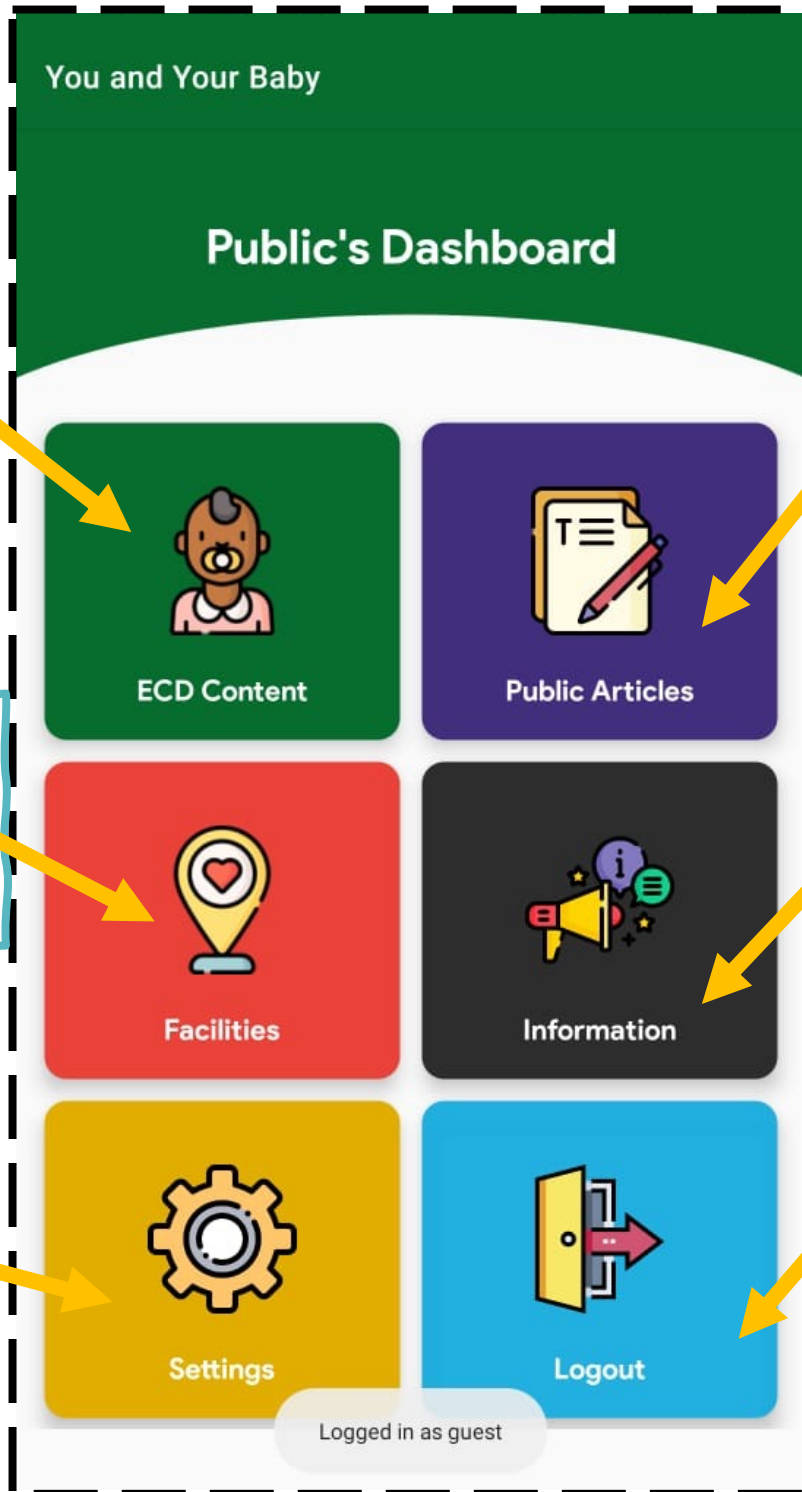 You and Your Baby
Public's Dashboard
T
ECD Content
Public Articles
i
Facilities
Information
Settings
Logout
Logged in as guest